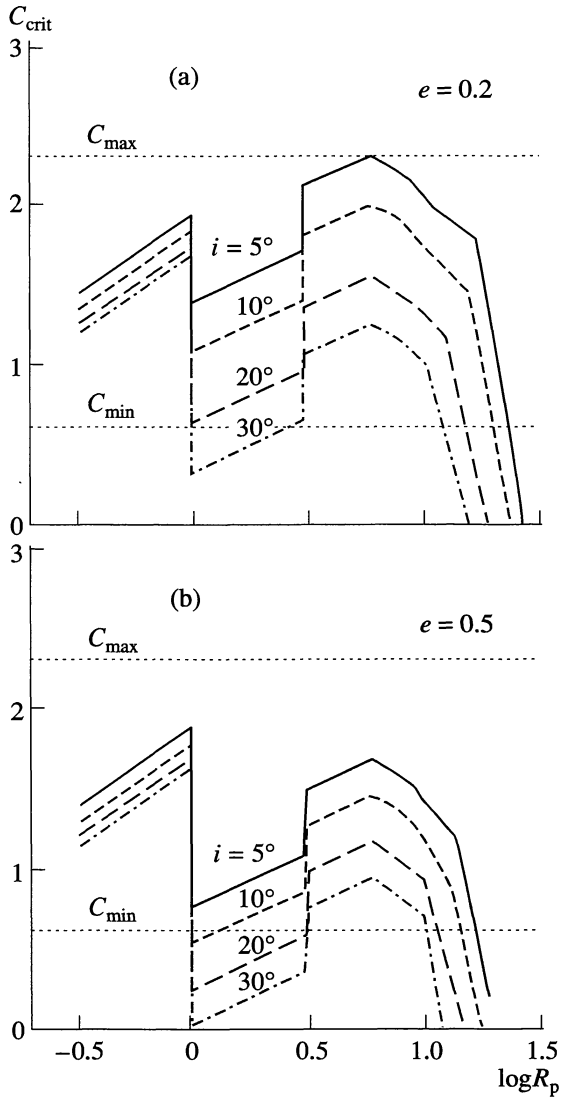 C_crit
3
(a)
e = 0.2
C_max
2
i = 5°
10°
1
20°
C_min
30°
0
3
(b)
e = 0.5
C_max
2
i = 5°
1
10°
C_min
20°
30°
0
−0.5 0 0.5 1.0 1.5
logR_p